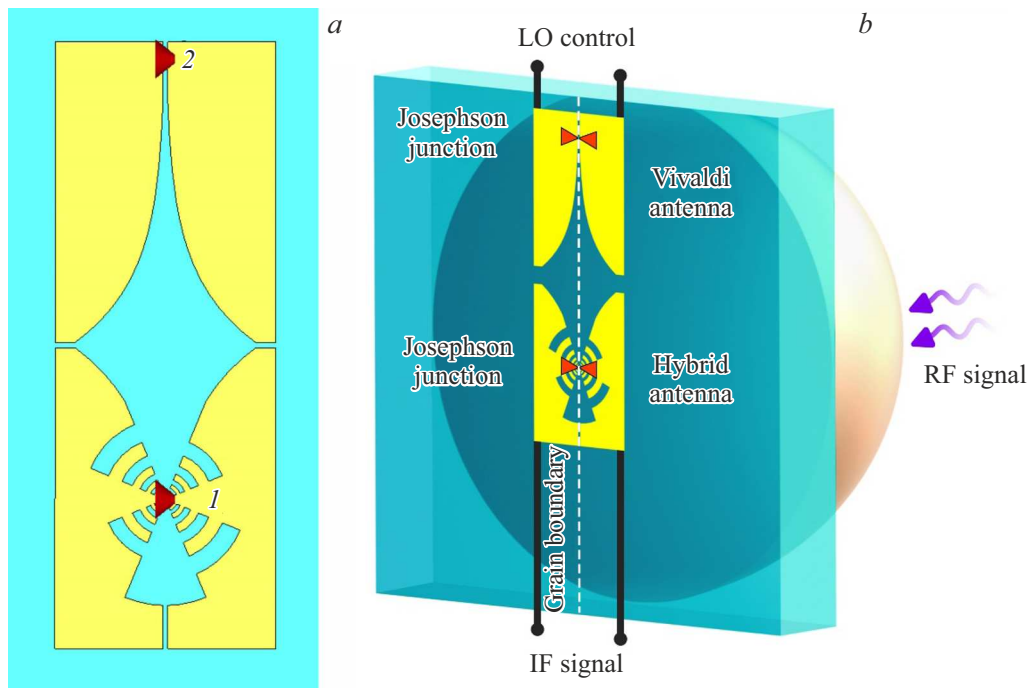 a
2
1
b
LO control
Josephson
junction
Vivaldi
antenna
Josephson
junction
Hybrid
antenna
RF signal
Grain boundary
IF signal